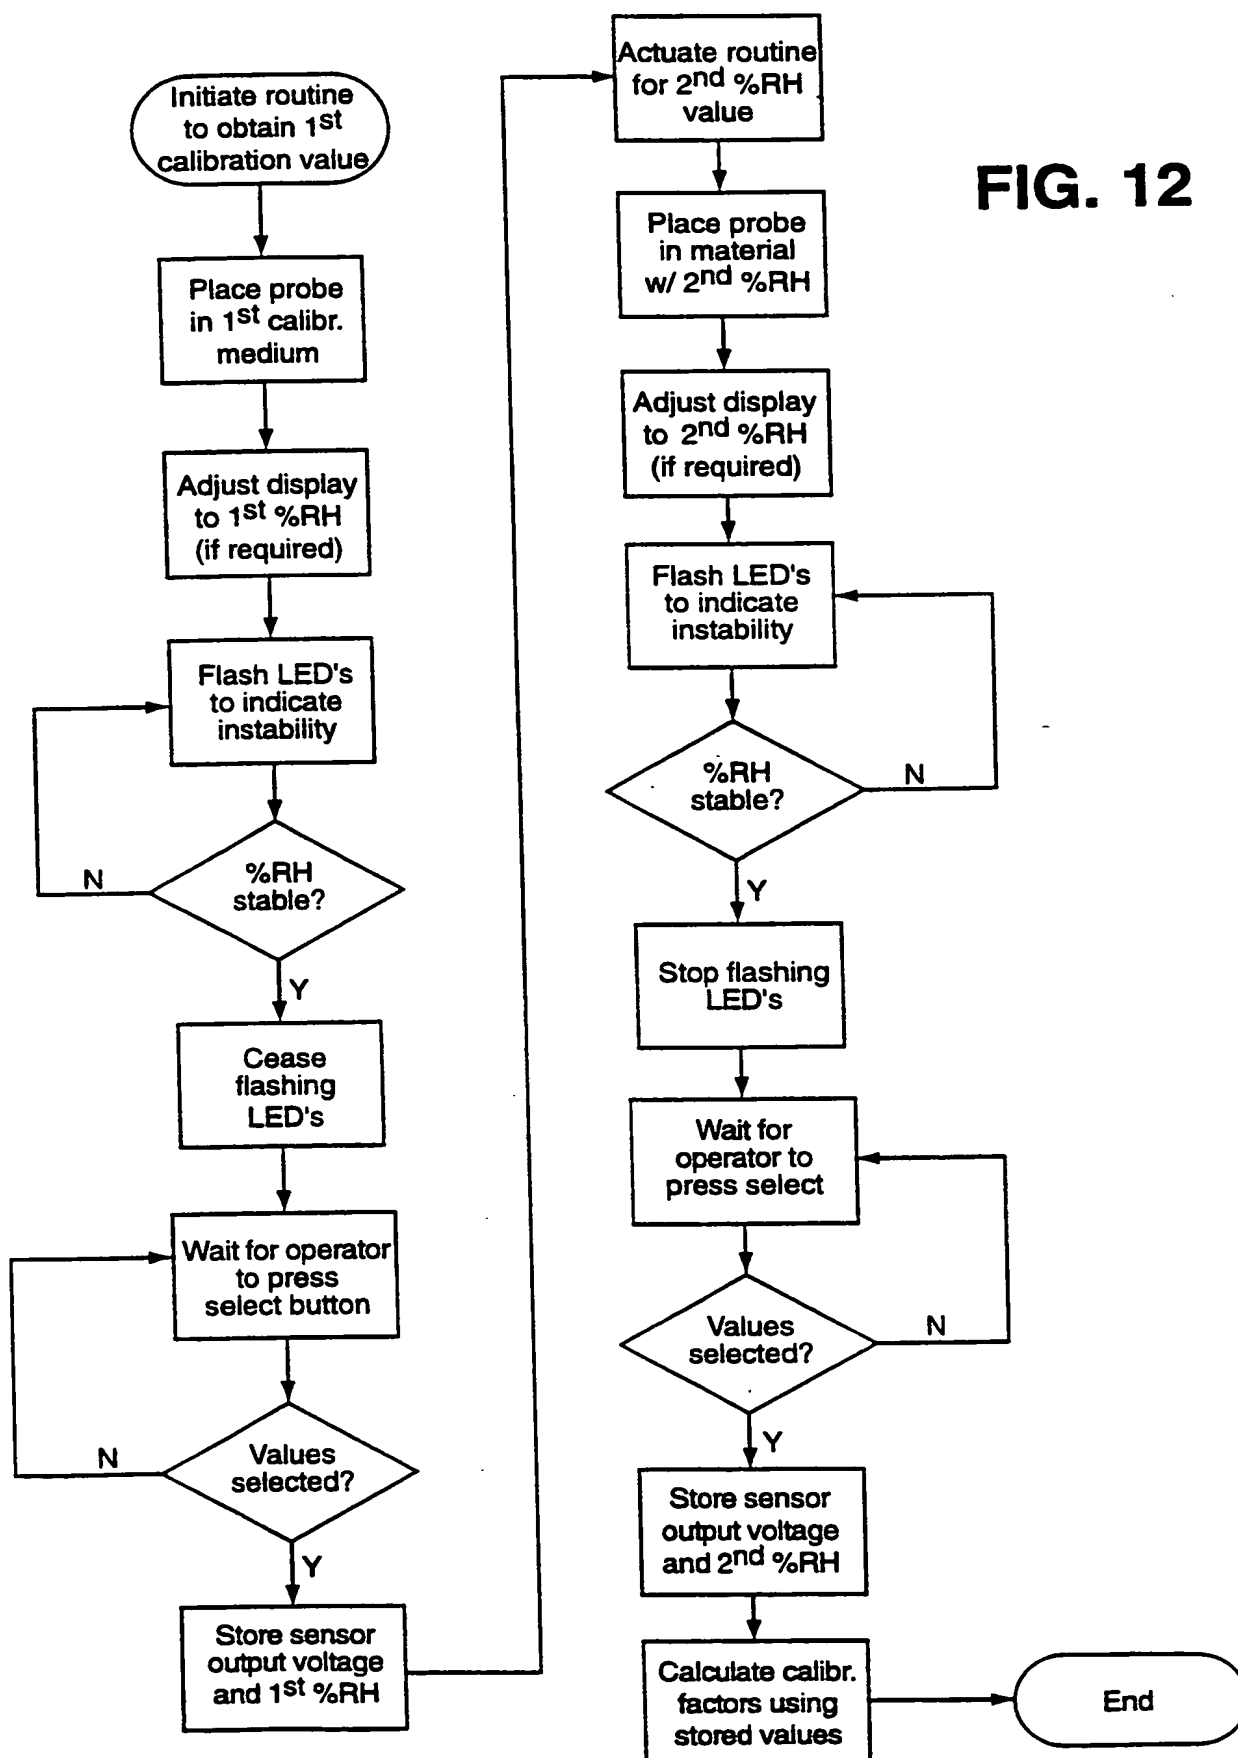 Initiate routine
to obtain 1st
calibration value
Place probe
in 1st calibr.
medium
Adjust display
to 1st %RH
(if required)
Flash LED's
to indicate
instability
%RH
stable?
N
Y
Cease
flashing
LED's
Wait for operator
to press
select button
Values
selected?
N
Y
Store sensor
output voltage
and 1st %RH
Actuate routine
for 2nd %RH
value
Place probe
in material
w/ 2nd %RH
Adjust display
to 2nd %RH
(if required)
Flash LED's
to indicate
instability
%RH
stable?
N
Y
Stop flashing
LED's
Wait for
operator to
press select
Values
selected?
N
Y
Store sensor
output voltage
and 2nd %RH
Calculate calibr.
factors using
stored values
End
FIG. 12